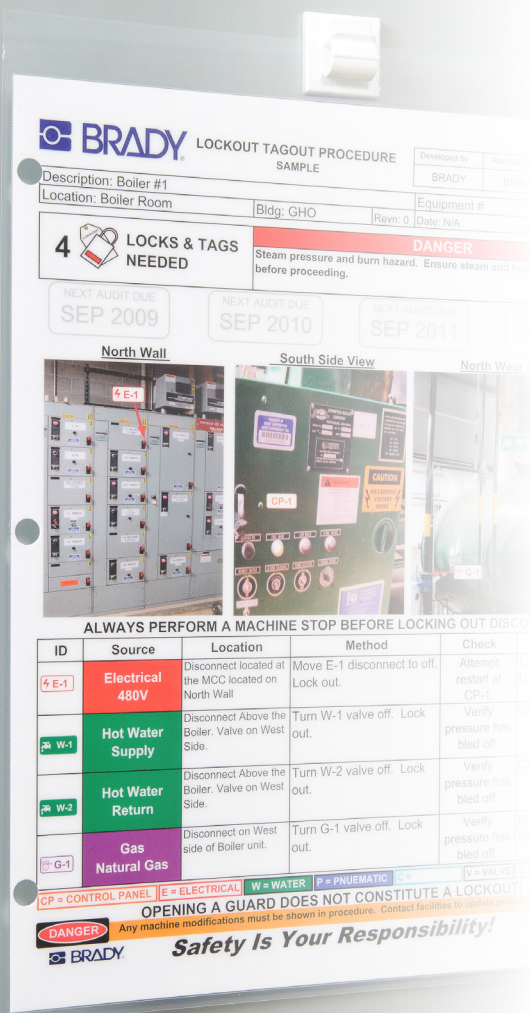 BRADY
LOCKOUT TAGOUT PROCEDURE
SAMPLE
Developed by
BRADY
Description: Boiler #1
Location: Boiler Room
Bldg: GHO
Revn: 0
Equipment #
Date: N/A
4
LOCKS & TAGS
NEEDED
DANGER
Steam pressure and burn hazard. Ensure steam and
before proceeding.
NEXT AUDIT DUE
SEP 2009
NEXT AUDIT DUE
SEP 2010
NEXT AUDIT DUE
SEP 2011
North Wall
South Side View
North West
E-1
CP-1
CAUTION
G-1
ALWAYS PERFORM A MACHINE STOP BEFORE LOCKING OUT DISCO
ID Source Location Method Check
E-1
Electrical
480V
Disconnect located at
the MCC located on
North Wall
Move E-1 disconnect to off.
Lock out.
Attempt
restart at
CP-1
W-1
Hot Water
Supply
Disconnect Above the
Boiler. Valve on West
Side.
Turn W-1 valve off. Lock
out.
Verify
pressure has
bled off.
W-2
Hot Water
Return
Disconnect Above the
Boiler. Valve on West
Side.
Turn W-2 valve off. Lock
out.
Verify
pressure has
bled off.
G-1
Gas
Natural Gas
Disconnect on West
side of Boiler unit.
Turn G-1 valve off. Lock
out.
Verify
pressure has
bled off
CP = CONTROL PANEL
E = ELECTRICAL
W = WATER
P = PNUEMATIC
V = VALVE
OPENING A GUARD DOES NOT CONSTITUTE A LOCKOUT
DANGER
Any machine modifications must be shown in procedure. Contact facilities to update
Safety Is Your Responsibility!
BRADY